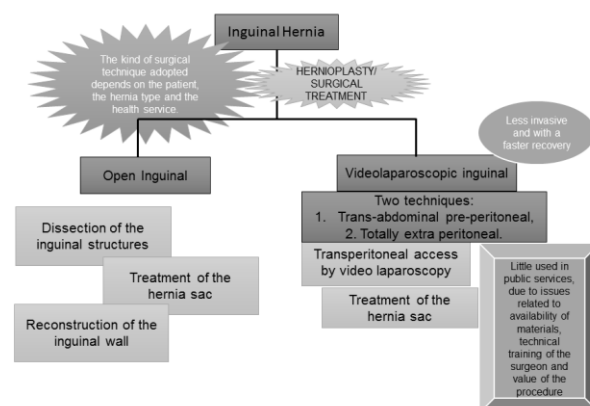 Inguinal Hernia
The kind of surgical
technique adopted
depends on the patient,
the hernia type and the
health service.
HERNIOPLASTY/
SURGICAL
TREATMENT
Less invasive
and with a
faster recovery
Open Inguinal
Videolaparoscopic inguinal
Two techniques:
1. Trans-abdominal pre-peritoneal,
2. Totally extra peritoneal.
Dissection of the
inguinal structures
Treatment of the
hernia sac
Reconstruction of the
inguinal wall
Transperitoneal access
by video laparoscopy
Treatment of the
hernia sac
Little used in
public services,
due to issues
related to
availability of
materials,
technical
training of the
surgeon and
value of the
procedure